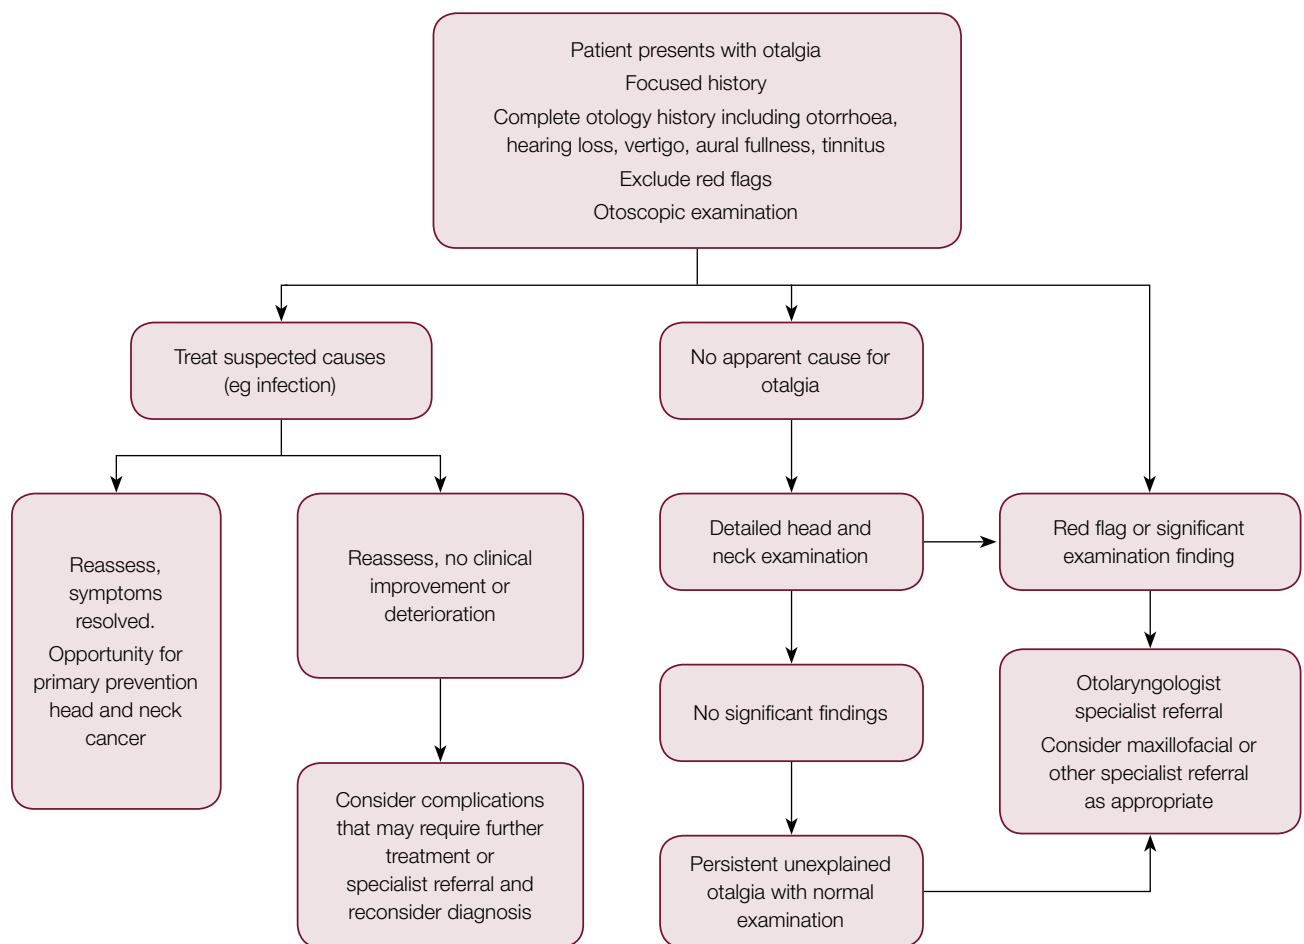 Patient presents with otalgia
Focused history
Complete otology history including otorrhoea,
hearing loss, vertigo, aural fullness, tinnitus
Exclude red flags
Otoscopic examination
Treat suspected causes
(eg infection)
No apparent cause for
otalgia
Reassess,
symptoms
resolved.
Opportunity for
primary prevention
head and neck
cancer
Reassess, no clinical
improvement or
deterioration
Detailed head and
neck examination
Red flag or significant
examination finding
No significant findings
Otolaryngologist
specialist referral
Consider maxillofacial or
other specialist referral
as appropriate
Consider complications
that may require further
treatment or
specialist referral and
reconsider diagnosis
Persistent unexplained
otalgia with normal
examination